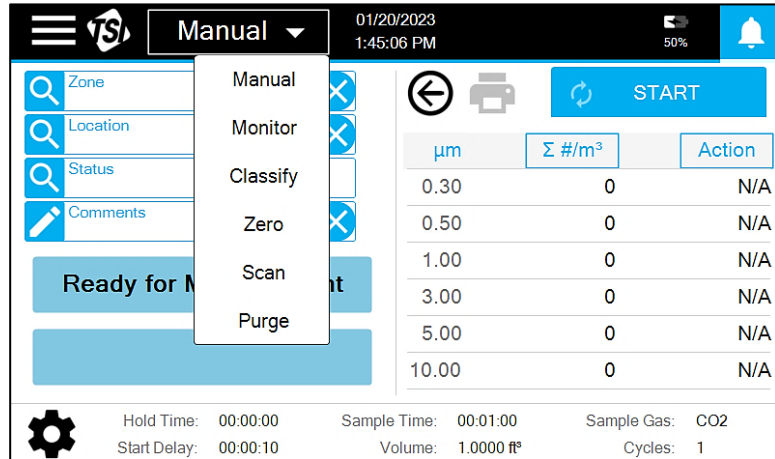 TSI Manual 01/20/2023
1:45:06 PM 50%
Manual
Monitor
Classify
Zero
Scan
Purge
Zone
Location
Status
Comments
Ready for M nt
START
µm Σ #/m³ Action
0.30 0 N/A
0.50 0 N/A
1.00 0 N/A
3.00 0 N/A
5.00 0 N/A
10.00 0 N/A
Hold Time: 00:00:00 Sample Time: 00:01:00 Sample Gas: CO2
Start Delay: 00:00:10 Volume: 1.0000 ft³ Cycles: 1